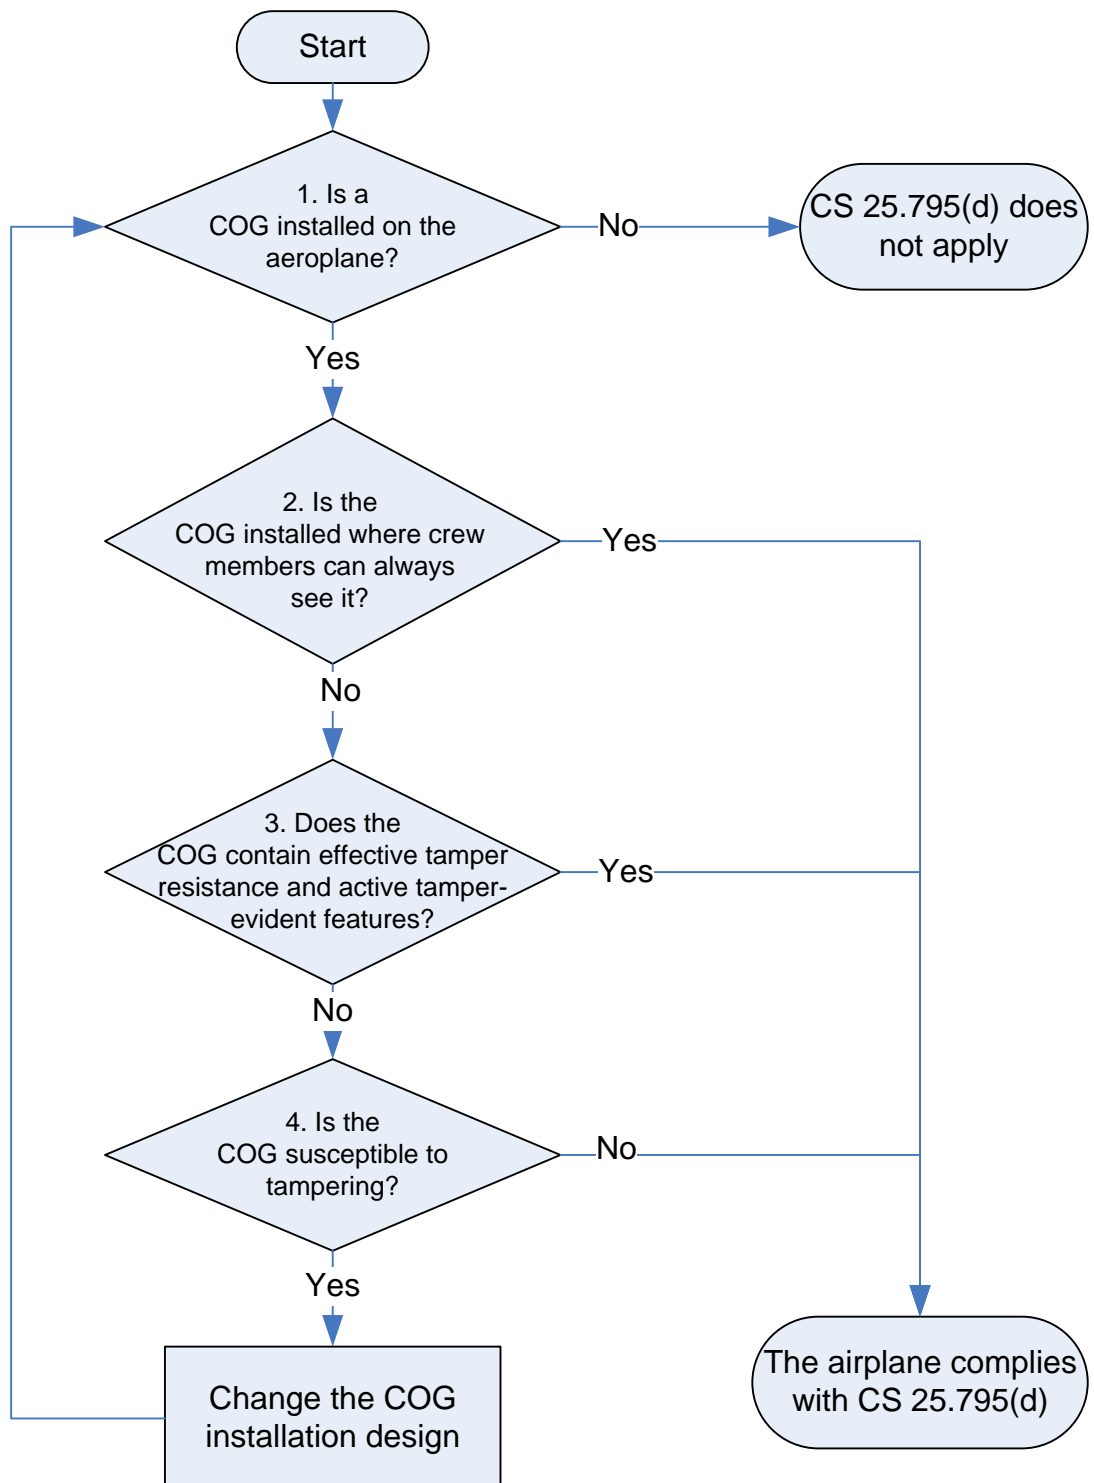 Start
1. Is a
COG installed on the
aeroplane?
No
CS 25.795(d) does
not apply
Yes
2. Is the
COG installed where crew
members can always
see it?
Yes
No
3. Does the
COG contain effective tamper
resistance and active tamper-
evident features?
Yes
No
4. Is the
COG susceptible to
tampering?
No
Yes
Change the COG
installation design
The airplane complies
with CS 25.795(d)